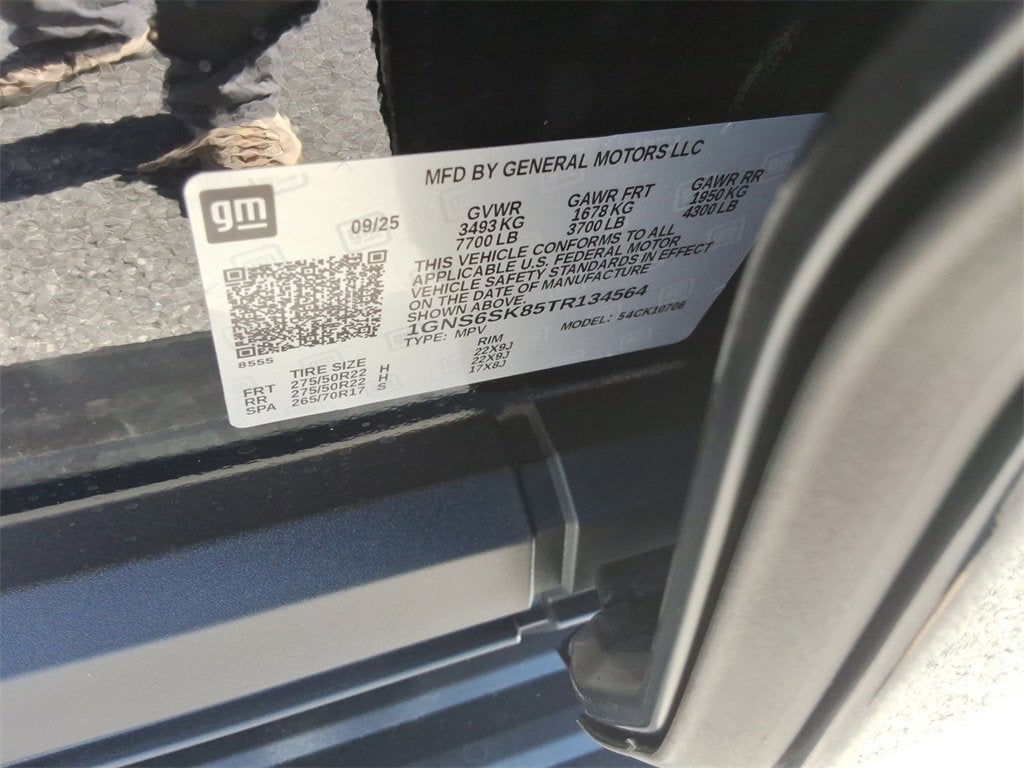 MFD BY GENERAL MOTORS LLC
gm
09/25
GVWR GAWR FRT GAWR RR
3493 KG 1678 KG 1950 KG
7700 LB 3700 LB 4300 LB
THIS VEHICLE CONFORMS TO ALL
APPLICABLE U.S. FEDERAL MOTOR
VEHICLE SAFETY STANDARDS IN EFFECT
ON THE DATE OF MANUFACTURE
SHOWN ABOVE.
1GNS6SK85TR134564
TYPE: MPV MODEL: 54CK10706
8555
TIRE SIZE RIM
FRT 275/50R22 H 22X9J
RR 275/50R22 H 22X9J
SPA 265/70R17 S 17X8J